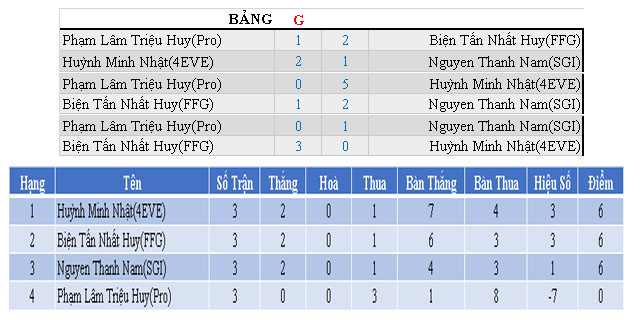 BẢNG G
Phạm Lâm Triệu Huy(Pro) 1 2 Biện Tấn Nhất Huy(FFG)
Huỳnh Minh Nhật(4EVE) 2 1 Nguyen Thanh Nam(SGI)
Phạm Lâm Triệu Huy(Pro) 0 5 Huỳnh Minh Nhật(4EVE)
Biện Tấn Nhất Huy(FFG) 1 2 Nguyen Thanh Nam(SGI)
Phạm Lâm Triệu Huy(Pro) 0 1 Nguyen Thanh Nam(SGI)
Biện Tấn Nhất Huy(FFG) 3 0 Huỳnh Minh Nhật(4EVE)
Hạng Tên Số Trận Thắng Hoà Thua Bàn Thắng Bàn Thua Hiệu Số Điểm
1 Huỳnh Minh Nhật(4EVE) 3 2 0 1 7 4 3 6
2 Biện Tấn Nhất Huy(FFG) 3 2 0 1 6 3 3 6
3 Nguyen Thanh Nam(SGI) 3 2 0 1 4 3 1 6
4 Phạm Lâm Triệu Huy(Pro) 3 0 0 3 1 8 -7 0